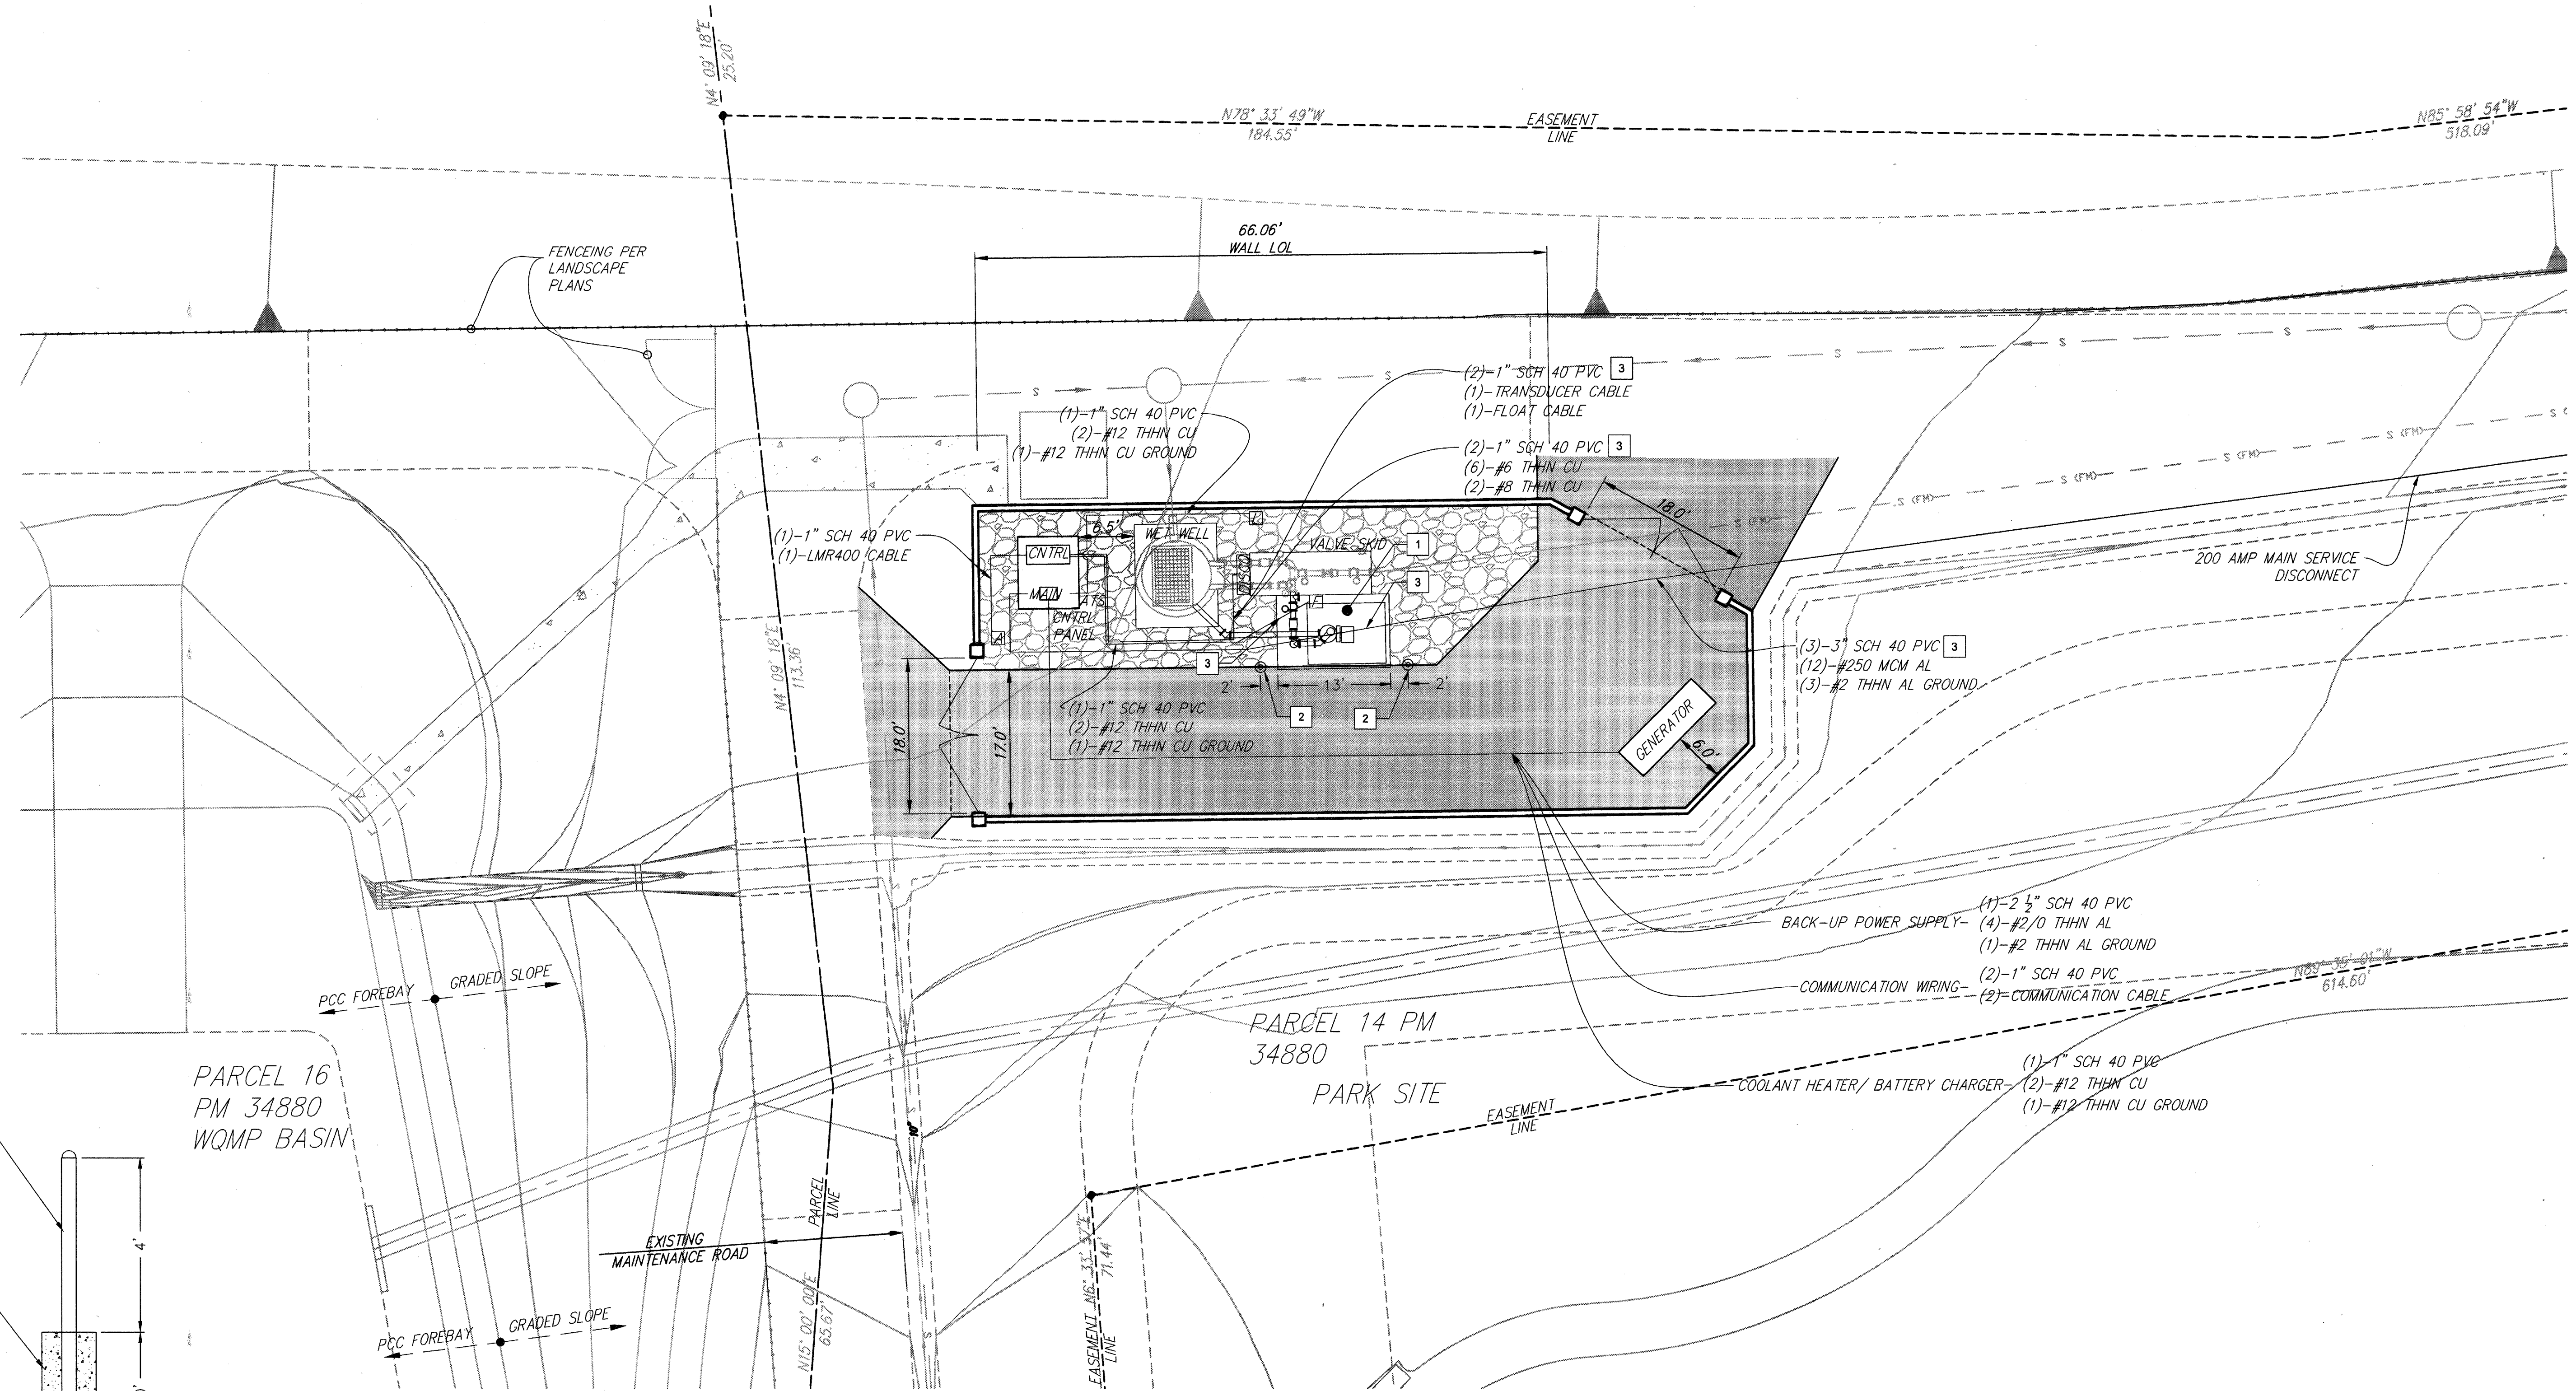 N4° 09' 18"E
25.20'
N78° 33' 49"W
184.55'
EASEMENT
LINE
N85° 58' 54"W
518.09'
66.06'
WALL LOL
FENCEING PER
LANDSCAPE
PLANS
S
S
S
S
S
S
S
(2)-1" SCH 40 PVC 3
(1)-TRANSDUCER CABLE
(1)-FLOAT CABLE
(1)-1" SCH 40 PVC
(2)-#12 THHN CU
(1)-#12 THHN CU GROUND
(2)-1" SCH 40 PVC 3
(6)-#6 THHN CU
(2)-#8 THHN CU
S (FM)
S (FM)
S (FM)
S (FM)
18.0'
(1)-1" SCH 40 PVC
(1)-LMR400 CABLE
6.5'
CNTRL
WET WELL
DISCO
VALVE SKID
1
3
MAIN
ATS
CNTRL
PANEL
A
3
200 AMP MAIN SERVICE
DISCONNECT
(3)-3" SCH 40 PVC 3
(12)-#250 MCM AL
(3)-#2 THHN AL GROUND
2'
13'
2'
2
2
(1)-1" SCH 40 PVC
(2)-#12 THHN CU
(1)-#12 THHN CU GROUND
18.0'
17.0'
GENERATOR
6.0'
N4° 09' 18"E
113.36'
BACK-UP POWER SUPPLY-
(1)-2 ½" SCH 40 PVC
(4)-#2/0 THHN AL
(1)-#2 THHN AL GROUND
COMMUNICATION WIRING-
(2)-1" SCH 40 PVC
(2)-COMMUNICATION CABLE
N89° 35' 01"W
614.60'
COOLANT HEATER/ BATTERY CHARGER-
(1)-1" SCH 40 PVC
(2)-#12 THHN CU
(1)-#12 THHN CU GROUND
PCC FOREBAY
GRADED SLOPE
PARCEL 14 PM
34880
PARK SITE
PARCEL 16
PM 34880
WQMP BASIN
EASEMENT
LINE
10"
PARCEL
LINE
EXISTING
MAINTENANCE ROAD
4'
N15° 00' 00"E
65.67'
EASEMENT
LINE
N6° 33' 57"E
71.44'
PCC FOREBAY
GRADED SLOPE